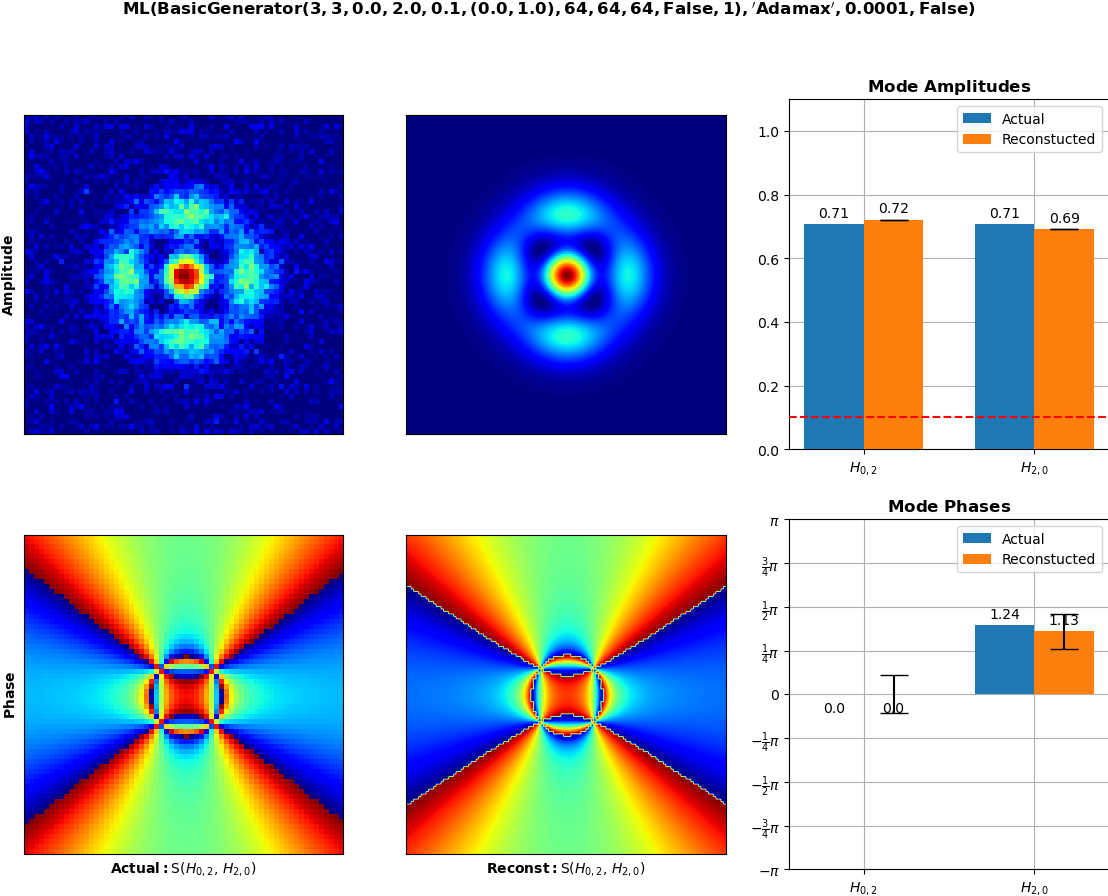 ML(BasicGenerator(3, 3, 0.0, 2.0, 0.1, (0.0, 1.0), 64, 64, 64, False, 1), 'Adamax', 0.0001, False)
Amplitude
Mode Amplitudes
Actual
Reconstucted
1.0
0.8
0.6
0.4
0.2
0.0
0.71
0.72
0.71
0.69
H0, 2
H2, 0
Phase
Actual: S(H0, 2, H2, 0)
Reconst: S(H0, 2, H2, 0)
Mode Phases
Actual
Reconstucted
π
3/4π
1/2π
1/4π
0
−1/4π
−1/2π
−3/4π
−π
0.0
0.0
1.24
1.13
H0, 2
H2, 0